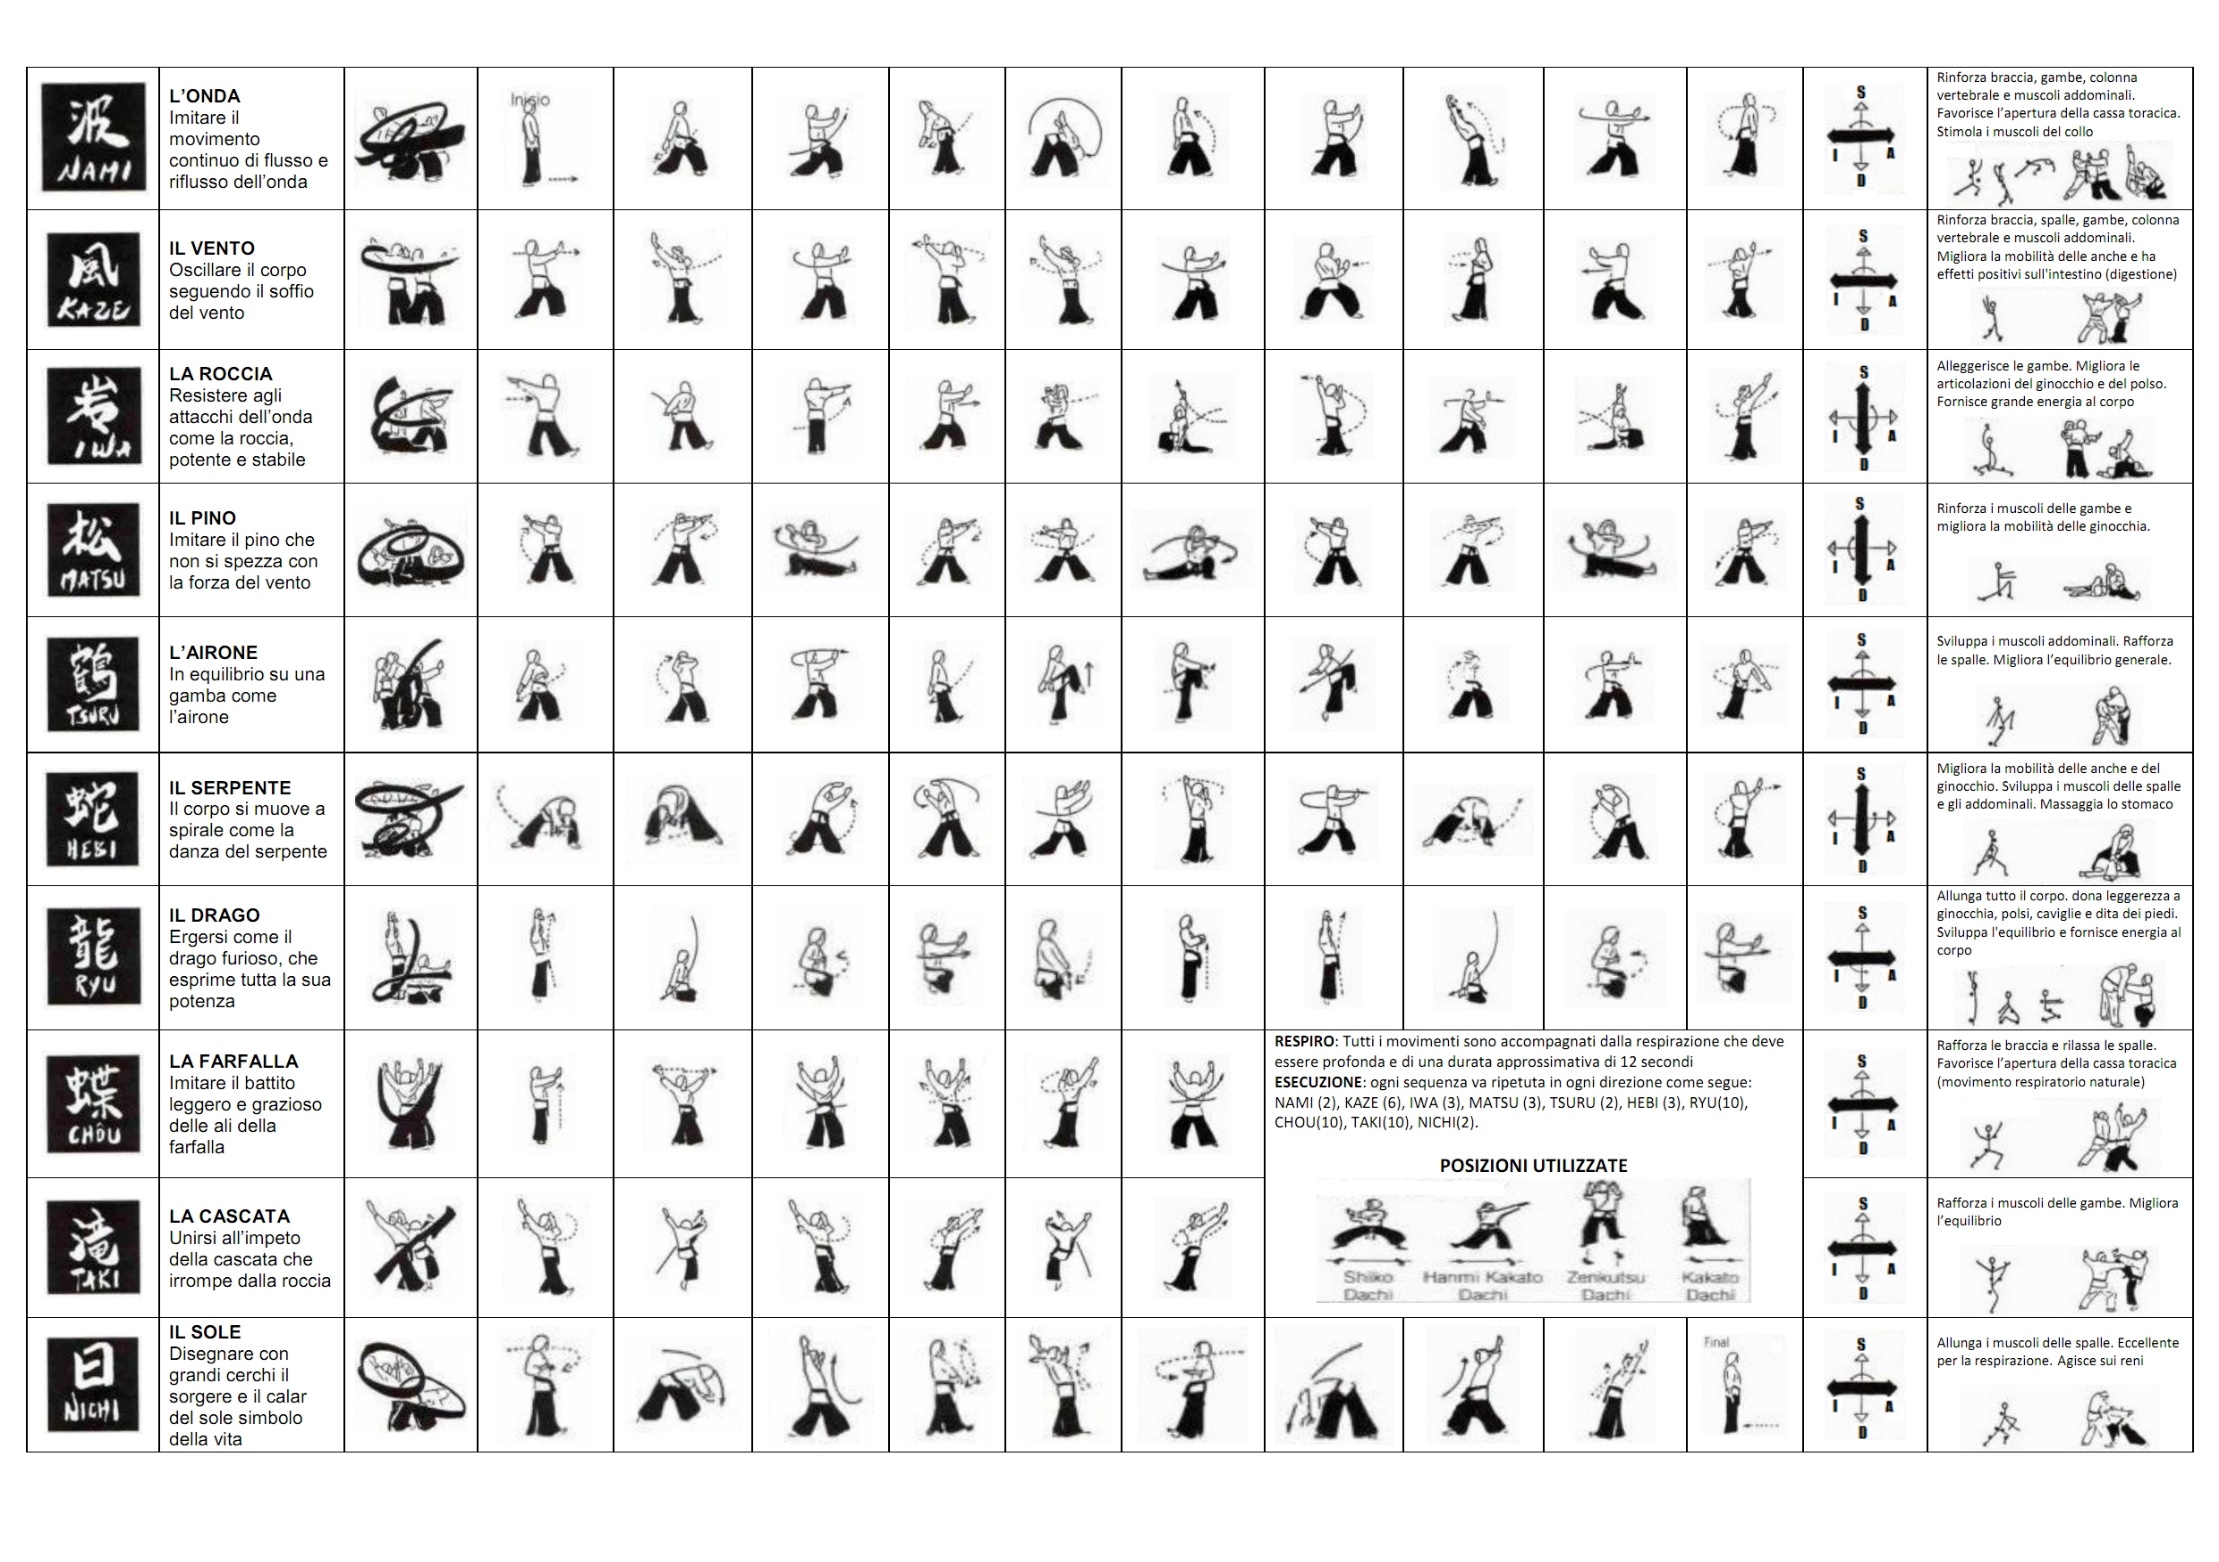 波
NAMI
L'ONDA
Imitare il
movimento
continuo di flusso e
riflusso dell'onda
Inicio
S
I A
D
Rinforza braccia, gambe, colonna
vertebrale e muscoli addominali.
Favorisce l'apertura della cassa toracica.
Stimola i muscoli del collo
風
KAZE
IL VENTO
Oscillare il corpo
seguendo il soffio
del vento
S
I A
D
Rinforza braccia, spalle, gambe, colonna
vertebrale e muscoli addominali.
Migliora la mobilità delle anche e ha
effetti positivi sull'intestino (digestione)
岩
IWA
LA ROCCIA
Resistere agli
attacchi dell'onda
come la roccia,
potente e stabile
S
I A
D
Alleggerisce le gambe. Migliora le
articolazioni del ginocchio e del polso.
Fornisce grande energia al corpo
松
MATSU
IL PINO
Imitare il pino che
non si spezza con
la forza del vento
S
I A
D
Rinforza i muscoli delle gambe e
migliora la mobilità delle ginocchia.
鶴
TSURU
L'AIRONE
In equilibrio su una
gamba come
l'airone
S
I A
D
Sviluppa i muscoli addominali. Rafforza
le spalle. Migliora l'equilibrio generale.
蛇
HEBI
IL SERPENTE
Il corpo si muove a
spirale come la
danza del serpente
S
I A
D
Migliora la mobilità delle anche e del
ginocchio. Sviluppa i muscoli delle spalle
e gli addominali. Massaggia lo stomaco
龍
RYU
IL DRAGO
Ergersi come il
drago furioso, che
esprime tutta la sua
potenza
S
I A
D
Allunga tutto il corpo. dona leggerezza a
ginocchia, polsi, caviglie e dita dei piedi.
Sviluppa l'equilibrio e fornisce energia al
corpo
蝶
CHÔU
LA FARFALLA
Imitare il battito
leggero e grazioso
delle ali della
farfalla
RESPIRO: Tutti i movimenti sono accompagnati dalla respirazione che deve
essere profonda e di una durata approssimativa di 12 secondi
ESECUZIONE: ogni sequenza va ripetuta in ogni direzione come segue:
NAMI (2), KAZE (6), IWA (3), MATSU (3), TSURU (2), HEBI (3), RYU(10),
CHOU(10), TAKI(10), NICHI(2).
POSIZIONI UTILIZZATE
Shiiko Hanmi Kakato Zenkutsu Kakato
Dachi Dachi Dachi Dachi
S
I A
D
Rafforza le braccia e rilassa le spalle.
Favorisce l'apertura della cassa toracica
(movimento respiratorio naturale)
滝
TAKI
LA CASCATA
Unirsi all'impeto
della cascata che
irrompe dalla roccia
S
I A
D
Rafforza i muscoli delle gambe. Migliora
l'equilibrio
日
NICHI
IL SOLE
Disegnare con
grandi cerchi il
sorgere e il calar
del sole simbolo
della vita
Final
S
I A
D
Allunga i muscoli delle spalle. Eccellente
per la respirazione. Agisce sui reni